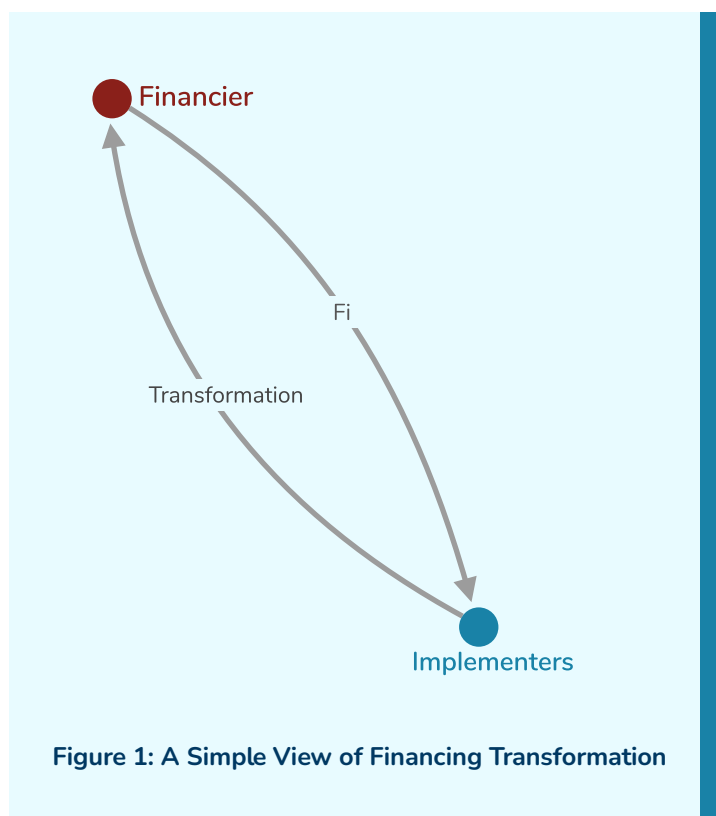 Financier
Fi
Transformation
Implementers
Figure 1: A Simple View of Financing Transformation